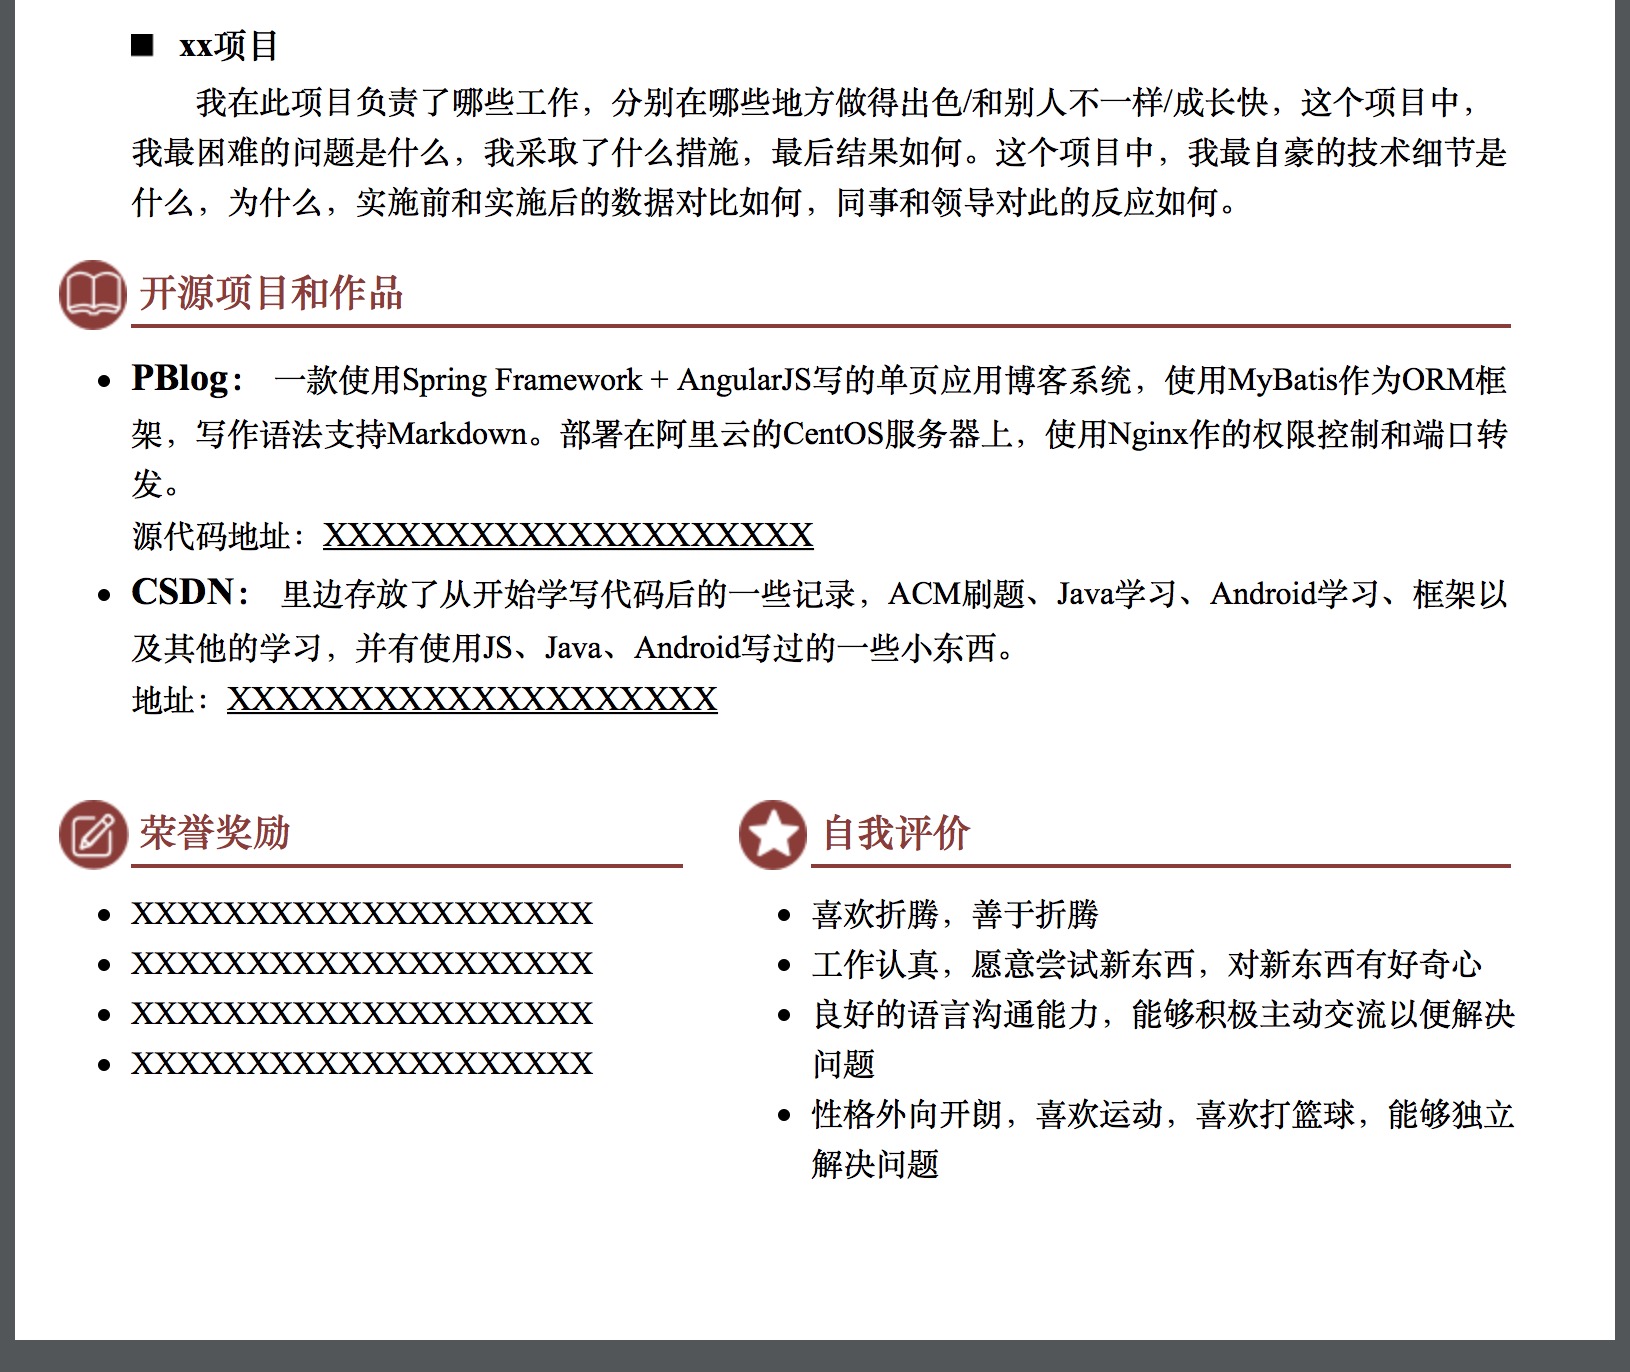 ■ xx项目
我在此项目负责了哪些工作，分别在哪些地方做得出色/和别人不一样/成长快，这个项目中，
我最困难的问题是什么，我采取了什么措施，最后结果如何。这个项目中，我最自豪的技术细节是
什么，为什么，实施前和实施后的数据对比如何，同事和领导对此的反应如何。
开源项目和作品
• PBlog： 一款使用Spring Framework + AngularJS写的单页应用博客系统，使用MyBatis作为ORM框
架，写作语法支持Markdown。部署在阿里云的CentOS服务器上，使用Nginx作的权限控制和端口转
发。
源代码地址：XXXXXXXXXXXXXXXXXXXX
• CSDN： 里边存放了从开始学写代码后的一些记录，ACM刷题、Java学习、Android学习、框架以
及其他的学习，并有使用JS、Java、Android写过的一些小东西。
地址：XXXXXXXXXXXXXXXXXXXX
荣誉奖励
• XXXXXXXXXXXXXXXXXXXX
• XXXXXXXXXXXXXXXXXXXX
• XXXXXXXXXXXXXXXXXXXX
• XXXXXXXXXXXXXXXXXXXX
自我评价
• 喜欢折腾，善于折腾
• 工作认真，愿意尝试新东西，对新东西有好奇心
• 良好的语言沟通能力，能够积极主动交流以便解决
问题
• 性格外向开朗，喜欢运动，喜欢打篮球，能够独立
解决问题